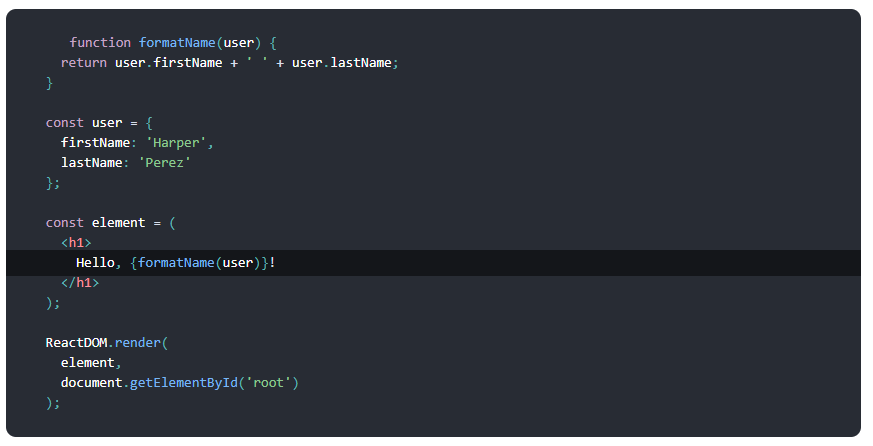 function formatName(user) {
  return user.firstName + ' ' + user.lastName;
}

const user = {
  firstName: 'Harper',
  lastName: 'Perez'
};

const element = (
  <h1>
    Hello, {formatName(user)}!
  </h1>
);

ReactDOM.render(
  element,
  document.getElementById('root')
);